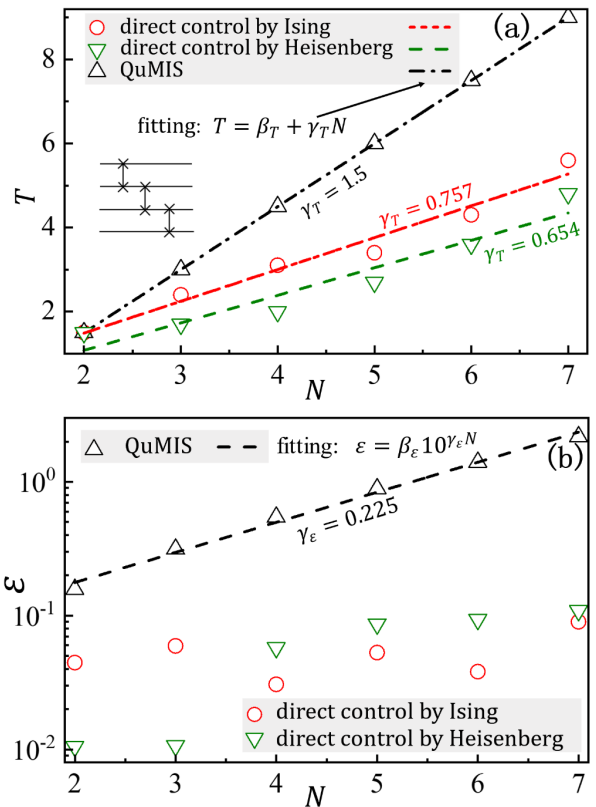 (a)
direct control by Ising
direct control by Heisenberg
QuMIS
fitting: T = β_T + γ_T N
γ_T = 1.5
γ_T = 0.757
γ_T = 0.654
T
8
6
4
2
2 3 4 5 6 7
N
(b)
QuMIS fitting: ε = β_ε 10^{γ_ε N}
γ_ε = 0.225
ε
10^0
10^{-1}
10^{-2}
direct control by Ising
direct control by Heisenberg
2 3 4 5 6 7
N